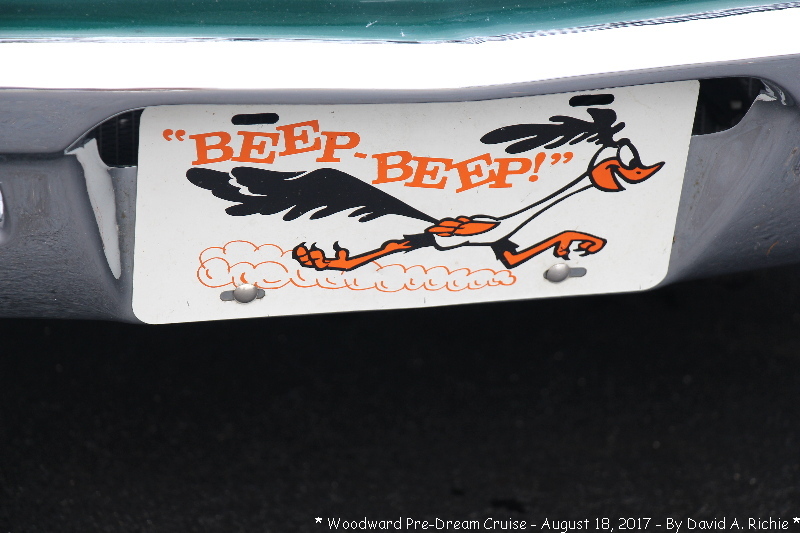 "BEEP-BEEP!"
* Woodward Pre-Dream Cruise - August 18, 2017 - By David A. Richie *